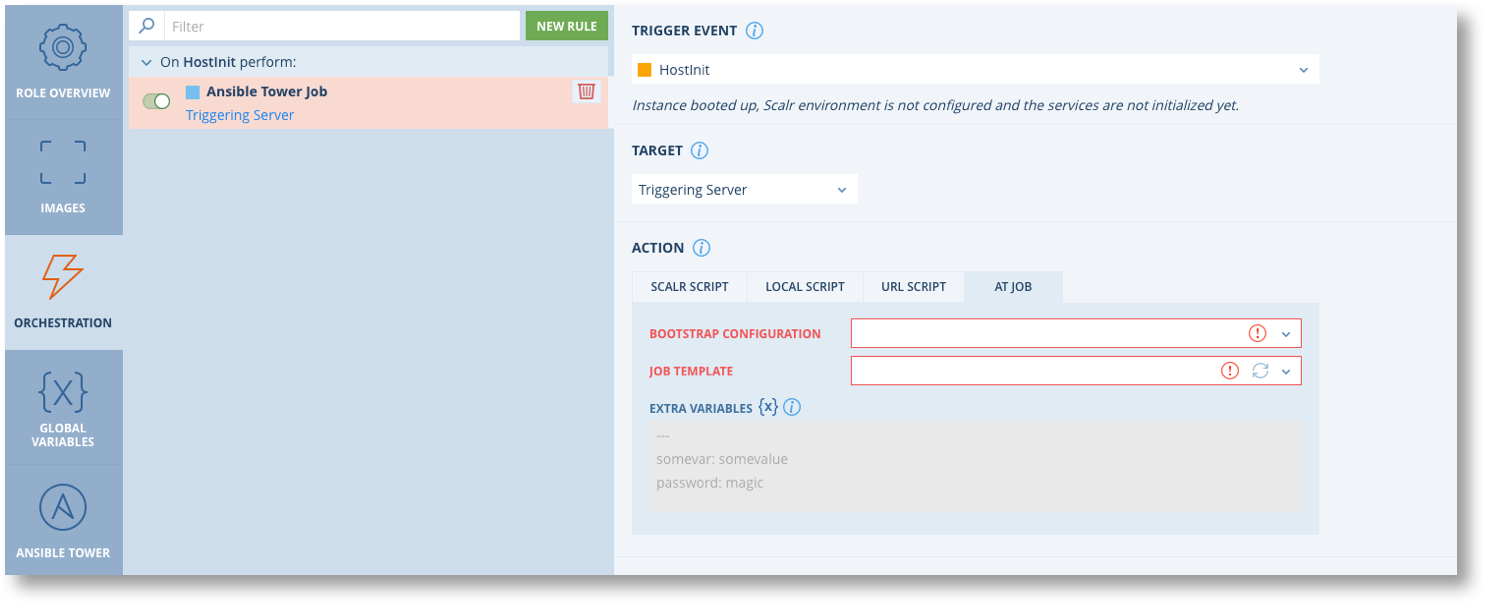 ROLE OVERVIEW
IMAGES
ORCHESTRATION
{X}
GLOBAL
VARIABLES
ANSIBLE TOWER
Filter
NEW RULE
On HostInit perform:
Ansible Tower Job
Triggering Server
TRIGGER EVENT
HostInit
Instance booted up, Scalr environment is not configured and the services are not initialized yet.
TARGET
Triggering Server
ACTION
SCALR SCRIPT LOCAL SCRIPT URL SCRIPT AT JOB
BOOTSTRAP CONFIGURATION
JOB TEMPLATE
EXTRA VARIABLES {x}
---
somevar: somevalue
password: magic